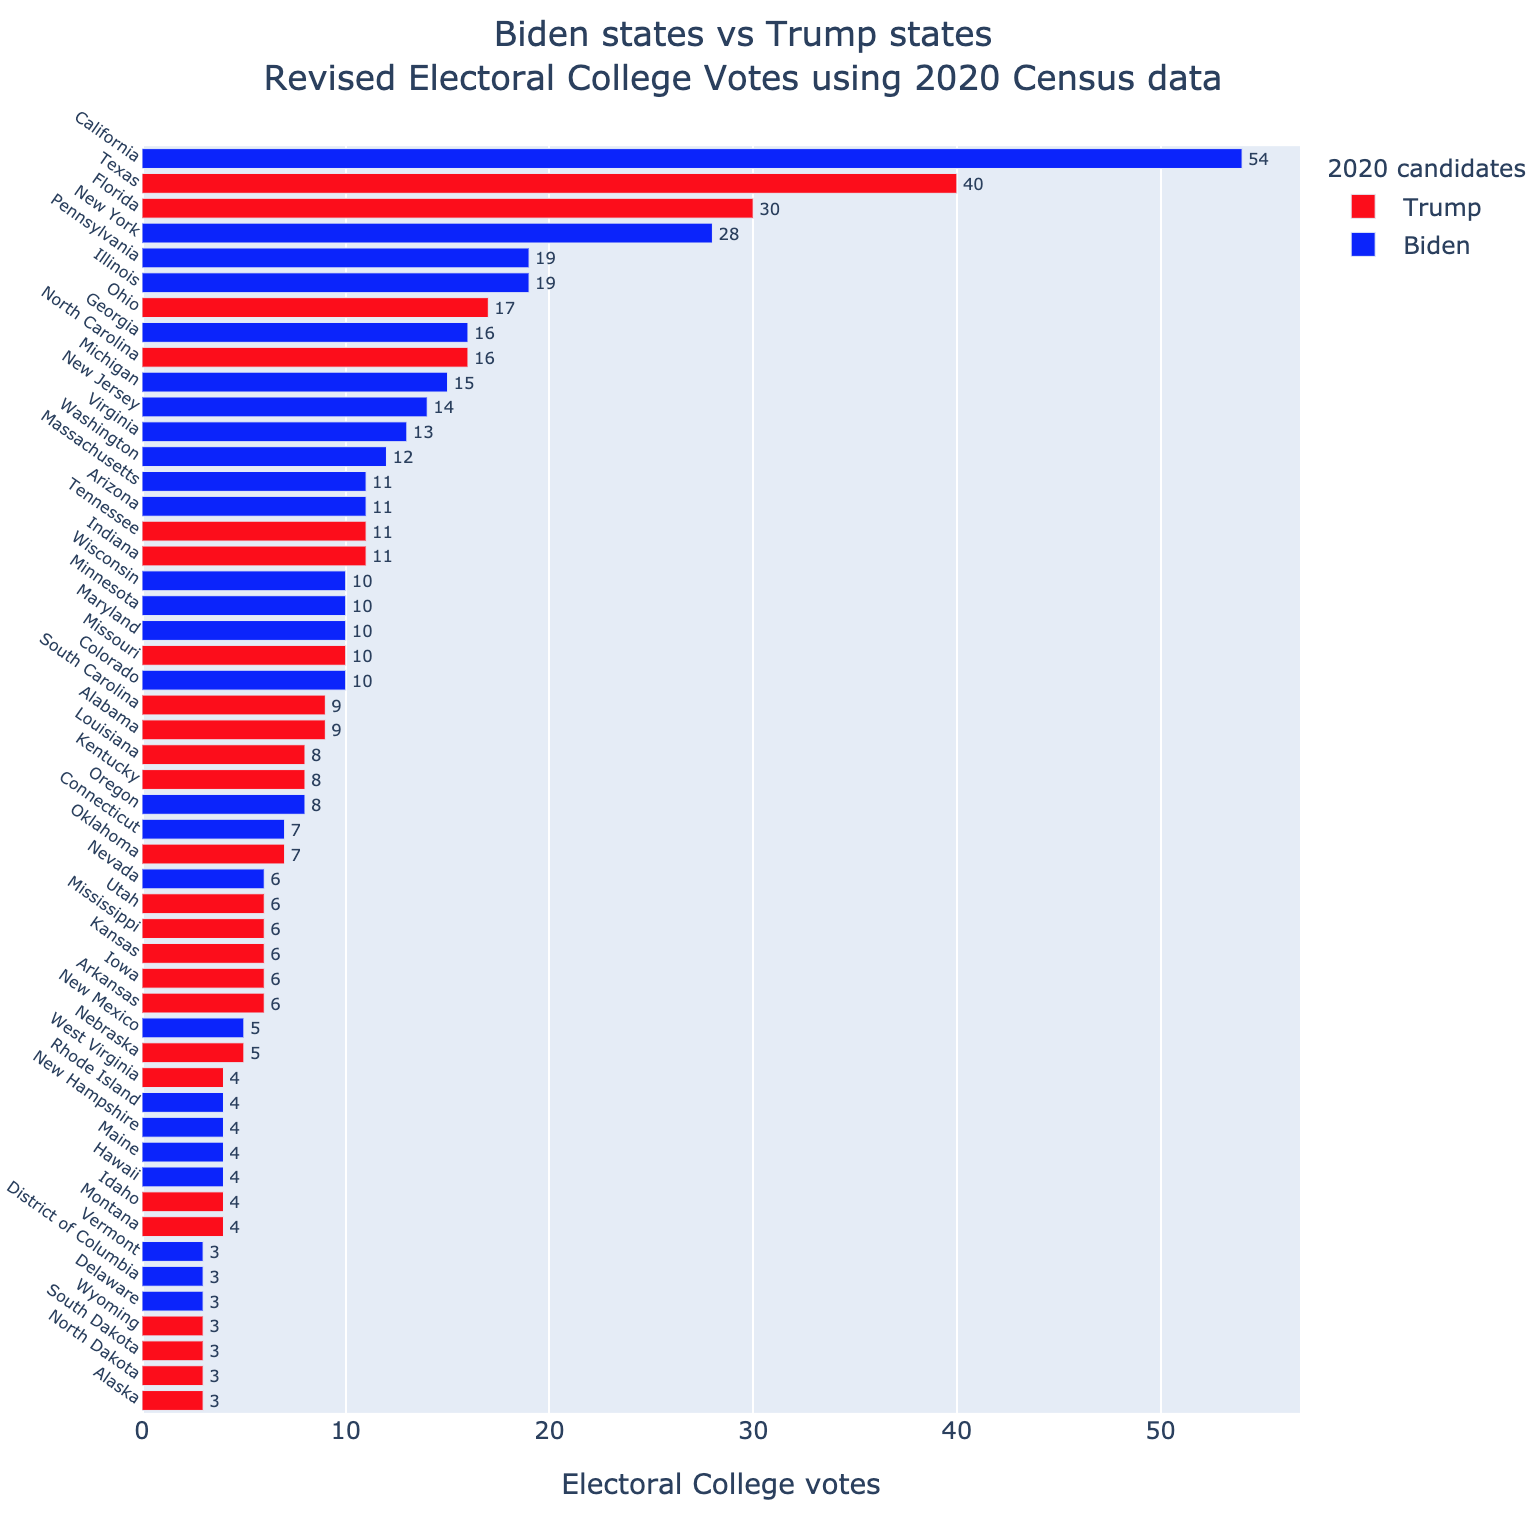 Biden states vs Trump states
Revised Electoral College Votes using 2020 Census data
2020 candidates
Trump
Biden
California 54
Texas 40
Florida 30
New York 28
Pennsylvania 19
Illinois 19
Ohio 17
Georgia 16
North Carolina 16
Michigan 15
New Jersey 14
Virginia 13
Washington 12
Massachusetts 11
Arizona 11
Tennessee 11
Indiana 11
Wisconsin 10
Minnesota 10
Maryland 10
Missouri 10
Colorado 10
South Carolina 9
Alabama 9
Louisiana 8
Kentucky 8
Oregon 8
Connecticut 7
Oklahoma 7
Nevada 6
Utah 6
Mississippi 6
Kansas 6
Iowa 6
Arkansas 6
New Mexico 5
Nebraska 5
West Virginia 4
Rhode Island 4
New Hampshire 4
Maine 4
Hawaii 4
Idaho 4
Montana 4
Vermont 3
District of Columbia 3
Delaware 3
Wyoming 3
South Dakota 3
North Dakota 3
Alaska 3
0 10 20 30 40 50
Electoral College votes